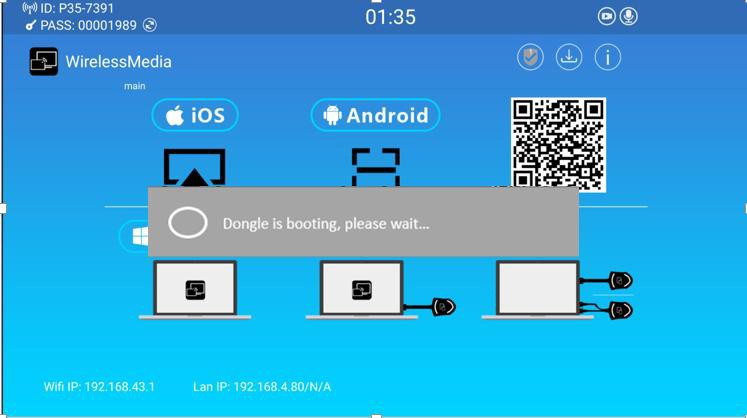 ID: P35-7391
PASS: 00001989
01:35
WirelessMedia
main
iOS
Android
Dongle is booting, please wait...
Wifi IP: 192.168.43.1
Lan IP: 192.168.4.80/N/A